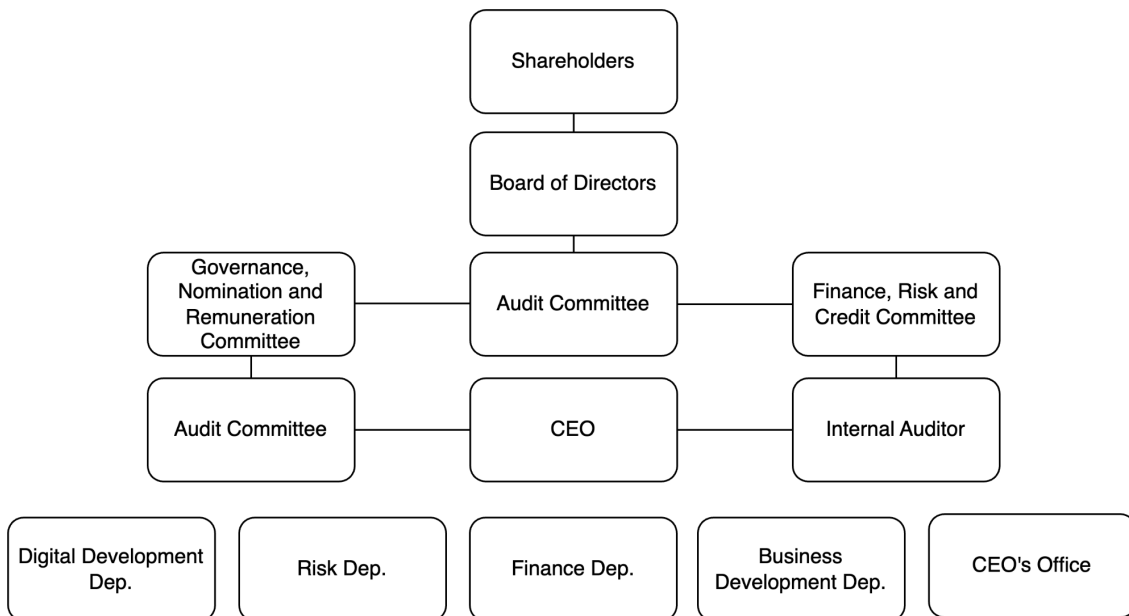 Shareholders
Board of Directors
Governance,
Nomination and
Remuneration
Committee
Audit Committee
Finance, Risk and
Credit Committee
Audit Committee
CEO
Internal Auditor
Digital Development
Dep.
Risk Dep.
Finance Dep.
Business
Development Dep.
CEO's Office